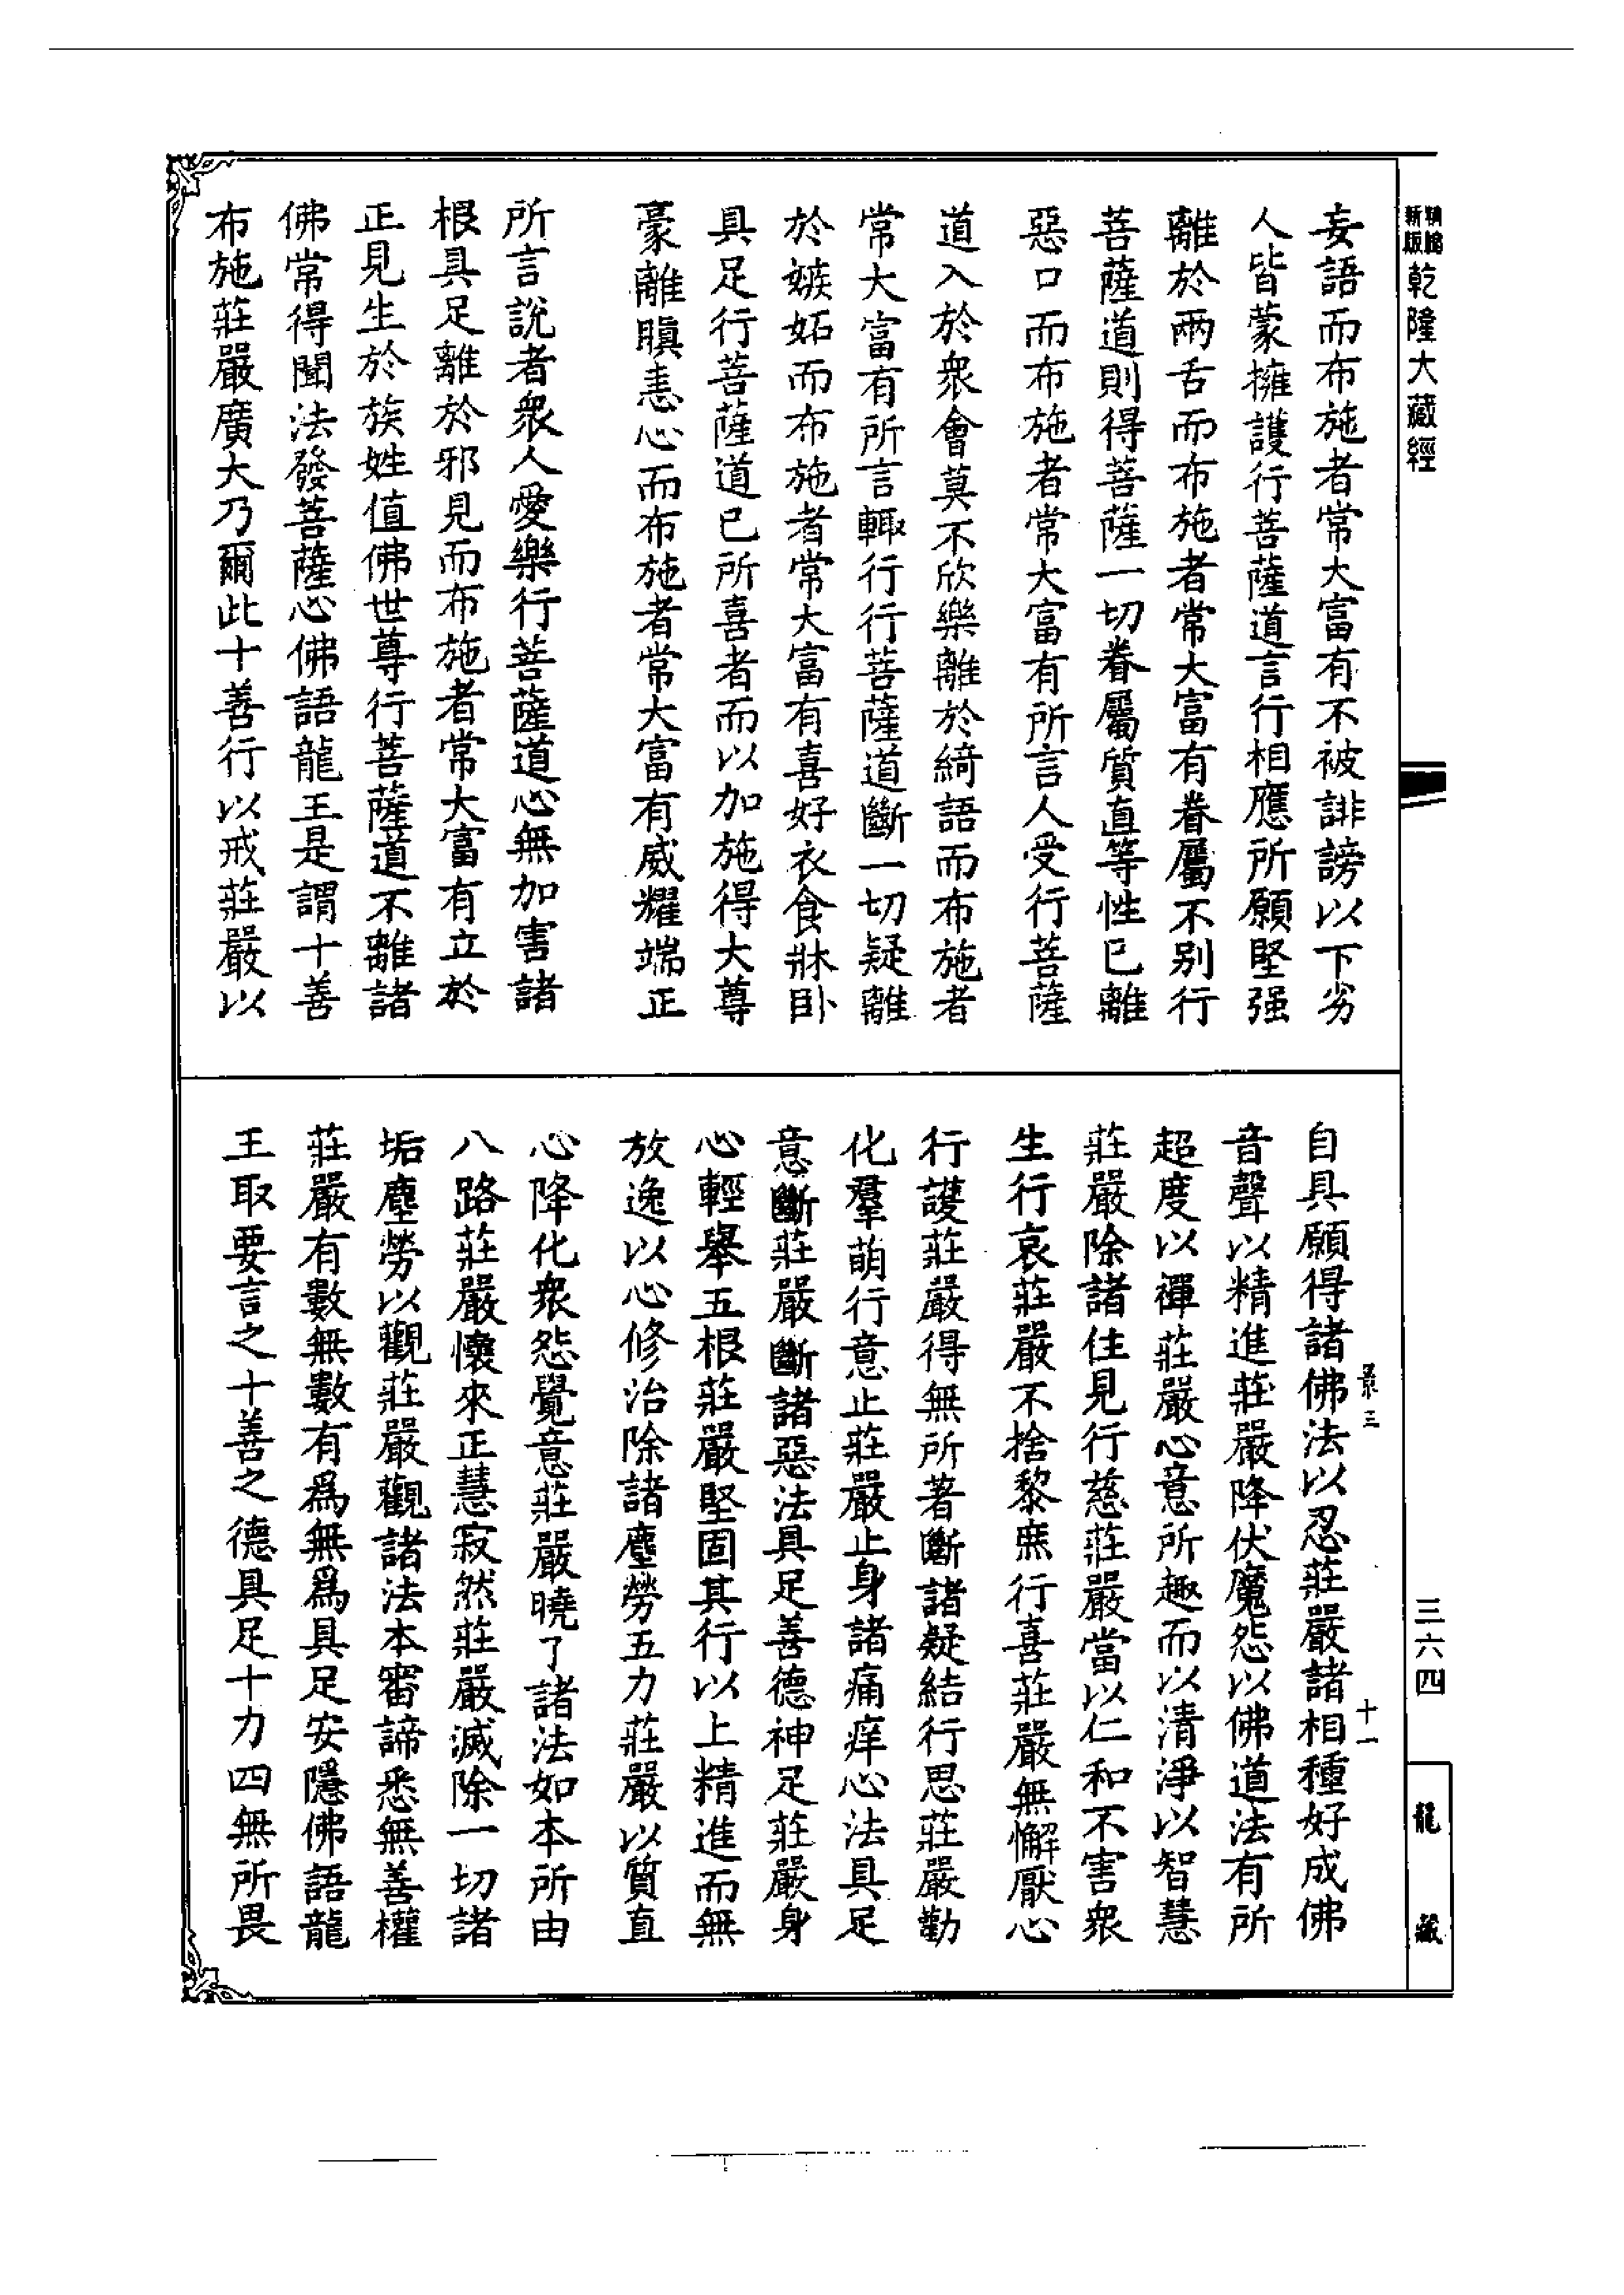 新版
精縮
乾隆大藏經
妄語而布施者常大富有不被誹謗以下劣
人皆蒙擁護行菩薩道言行相應所願堅强
離於兩舌而布施者常大富有眷屬不别行
菩薩道則得菩薩一切眷屬質直等性已離
惡口而布施者常大富有所言人受行菩薩
道入於衆會莫不欣樂離於綺語而布施者
常大富有所言輙行行菩薩道斷一切疑離
於嫉妬而布施者常大富有喜好衣食牀卧
具足行菩薩道已所喜者而以加施得大尊
豪離瞋恚心而布施者常大富有威耀端正
所言說者衆人愛樂行菩薩道心無加害諸
根具足離於邪見而布施者常大富有立於
正見生於族姓值佛世尊行菩薩道不離諸
佛常得聞法發菩薩心佛語龍王是謂十善
布施莊嚴廣大乃爾此十善行以戒莊嚴以
三六四
龍藏
景三
十一
自具願得諸佛法以忍莊嚴諸相種好成佛
音聲以精進莊嚴降伏魔怨以佛道法有所
超度以禪莊嚴心意所趣而以清淨以智慧
莊嚴除諸住見行慈莊嚴當以仁和不害衆
生行哀莊嚴不捨黎庶行喜莊嚴無懈厭心
行護莊嚴得無所著斷諸疑結行思莊嚴勸
化羣萌行意止莊嚴止身諸痛痒心法具足
意斷莊嚴斷諸惡法具足善德神足莊嚴身
心輕舉五根莊嚴堅固其行以上精進而無
放逸以心修治除諸塵勞五力莊嚴以質直
心降化衆怨覺意莊嚴曉了諸法如本所由
八路莊嚴懷來正慧寂然莊嚴滅除一切諸
垢塵勞以觀莊嚴觀諸法本審諦悉無善權
莊嚴有數無數有爲無爲具足安隱佛語龍
王取要言之十善之德具足十力四無所畏